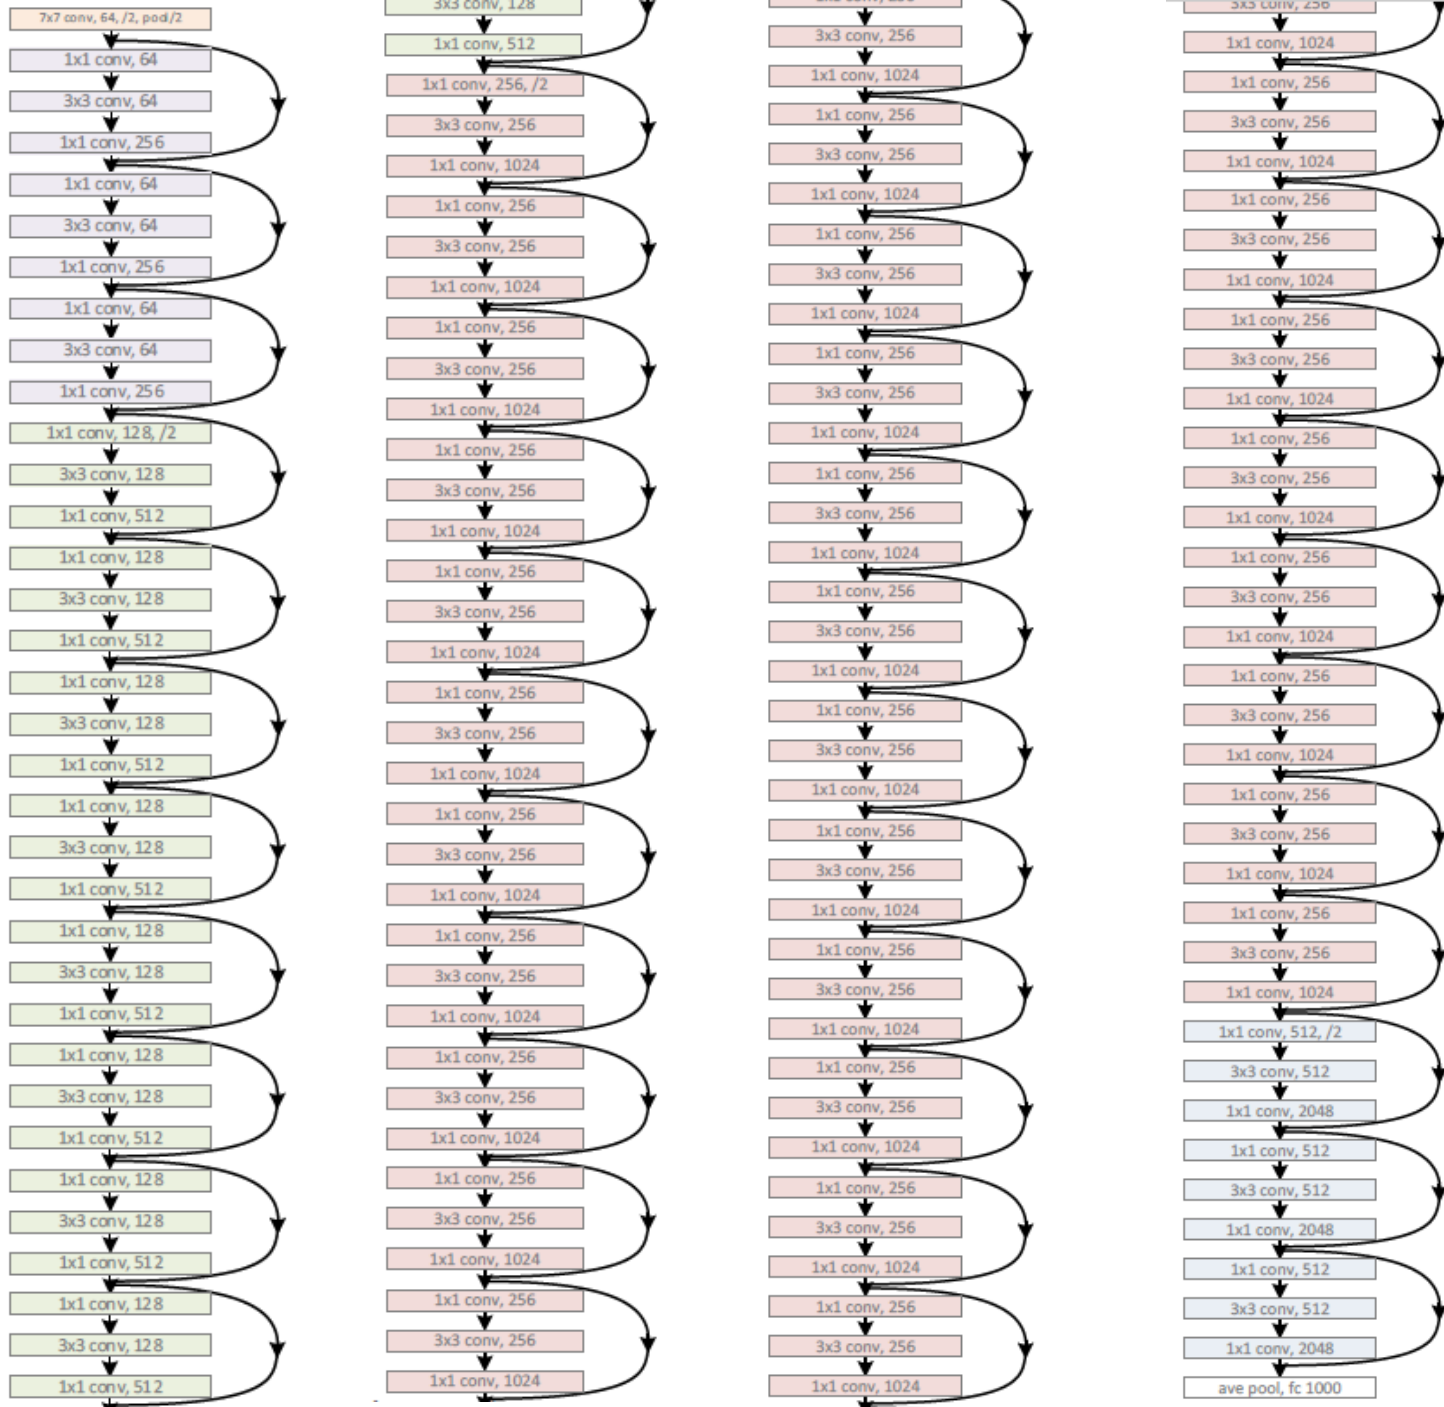 7x7 conv, 64, /2, pool/2
1x1 conv, 64
3x3 conv, 64
1x1 conv, 256
1x1 conv, 64
3x3 conv, 64
1x1 conv, 256
1x1 conv, 64
3x3 conv, 64
1x1 conv, 256
1x1 conv, 128, /2
3x3 conv, 128
1x1 conv, 512
1x1 conv, 128
3x3 conv, 128
1x1 conv, 512
1x1 conv, 128
3x3 conv, 128
1x1 conv, 512
1x1 conv, 128
3x3 conv, 128
1x1 conv, 512
1x1 conv, 128
3x3 conv, 128
1x1 conv, 512
1x1 conv, 128
3x3 conv, 128
1x1 conv, 512
1x1 conv, 128
3x3 conv, 128
1x1 conv, 512
1x1 conv, 128
3x3 conv, 128
1x1 conv, 512
3x3 conv, 128
1x1 conv, 512
1x1 conv, 256, /2
3x3 conv, 256
1x1 conv, 1024
1x1 conv, 256
3x3 conv, 256
1x1 conv, 1024
1x1 conv, 256
3x3 conv, 256
1x1 conv, 1024
1x1 conv, 256
3x3 conv, 256
1x1 conv, 1024
1x1 conv, 256
3x3 conv, 256
1x1 conv, 1024
1x1 conv, 256
3x3 conv, 256
1x1 conv, 1024
1x1 conv, 256
3x3 conv, 256
1x1 conv, 1024
1x1 conv, 256
3x3 conv, 256
1x1 conv, 1024
1x1 conv, 256
3x3 conv, 256
1x1 conv, 1024
1x1 conv, 256
3x3 conv, 256
1x1 conv, 1024
1x1 conv, 256
3x3 conv, 256
1x1 conv, 1024
3x3 conv, 256
1x1 conv, 1024
1x1 conv, 256
3x3 conv, 256
1x1 conv, 1024
1x1 conv, 256
3x3 conv, 256
1x1 conv, 1024
1x1 conv, 256
3x3 conv, 256
1x1 conv, 1024
1x1 conv, 256
3x3 conv, 256
1x1 conv, 1024
1x1 conv, 256
3x3 conv, 256
1x1 conv, 1024
1x1 conv, 256
3x3 conv, 256
1x1 conv, 1024
1x1 conv, 256
3x3 conv, 256
1x1 conv, 1024
1x1 conv, 256
3x3 conv, 256
1x1 conv, 1024
1x1 conv, 256
3x3 conv, 256
1x1 conv, 1024
1x1 conv, 256
3x3 conv, 256
1x1 conv, 1024
1x1 conv, 256
3x3 conv, 256
1x1 conv, 1024
3x3 conv, 256
1x1 conv, 1024
1x1 conv, 256
3x3 conv, 256
1x1 conv, 1024
1x1 conv, 256
3x3 conv, 256
1x1 conv, 1024
1x1 conv, 256
3x3 conv, 256
1x1 conv, 1024
1x1 conv, 256
3x3 conv, 256
1x1 conv, 1024
1x1 conv, 256
3x3 conv, 256
1x1 conv, 1024
1x1 conv, 256
3x3 conv, 256
1x1 conv, 1024
1x1 conv, 256
3x3 conv, 256
1x1 conv, 1024
1x1 conv, 256
3x3 conv, 256
1x1 conv, 1024
1x1 conv, 512, /2
3x3 conv, 512
1x1 conv, 2048
1x1 conv, 512
3x3 conv, 512
1x1 conv, 2048
1x1 conv, 512
3x3 conv, 512
1x1 conv, 2048
ave pool, fc 1000